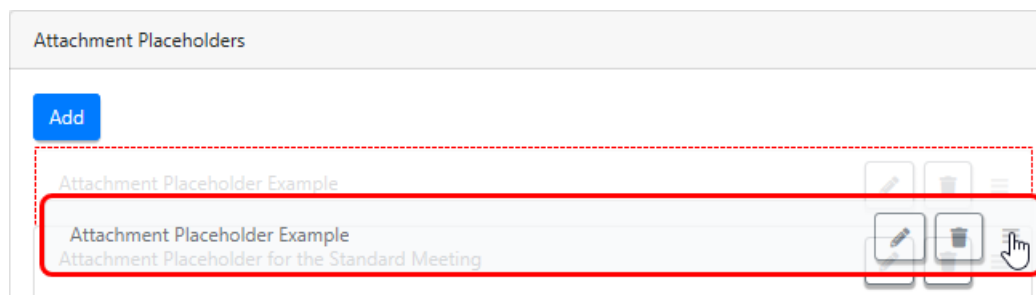 Attachment Placeholders
Add
Attachment Placeholder Example
Attachment Placeholder Example
Attachment Placeholder for the Standard Meeting